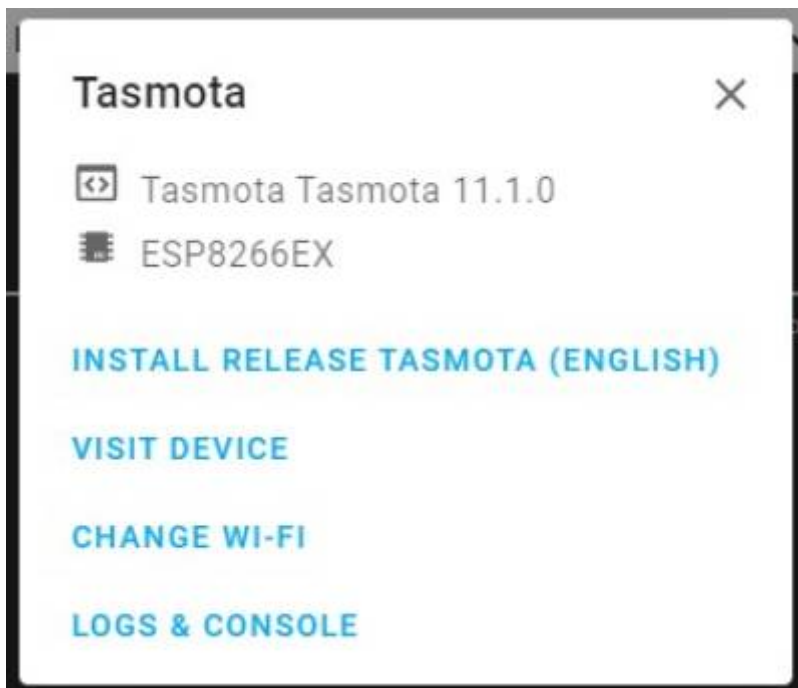 Tasmota
Tasmota Tasmota 11.1.0
ESP8266EX
INSTALL RELEASE TASMOTA (ENGLISH)
VISIT DEVICE
CHANGE WI-FI
LOGS & CONSOLE